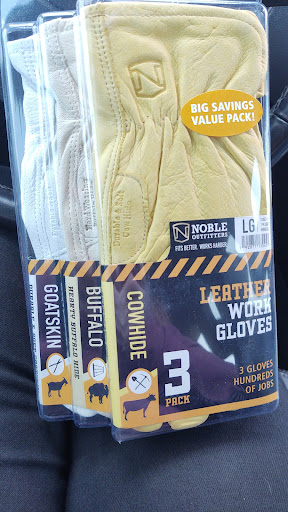 BIG SAVINGS
VALUE PACK!
N
NOBLE
OUTFITTERS
FITS BETTER. WORKS HARDER.
LG
LEATHER
WORK
GLOVES
3
PACK
3 GLOVES
HUNDREDS
OF JOBS
COWHIDE
BUFFALO
HEARTY BUFFALO HIDE
GOATSKIN